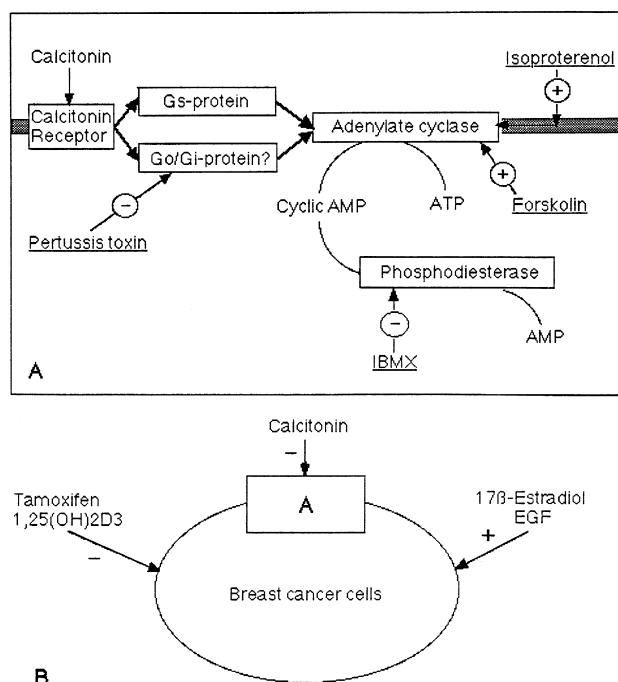 Calcitonin
Isoproterenol
+
Gs-protein
Calcitonin
Receptor
Adenylate cyclase
Go/Gi-protein?
+
−
Cyclic AMP
ATP
Forskolin
Pertussis toxin
Phosphodiesterase
−
AMP
IBMX
A
Calcitonin
−
Tamoxifen
1,25(OH)2D3
A
17ß-Estradiol
EGF
−
+
Breast cancer cells
B